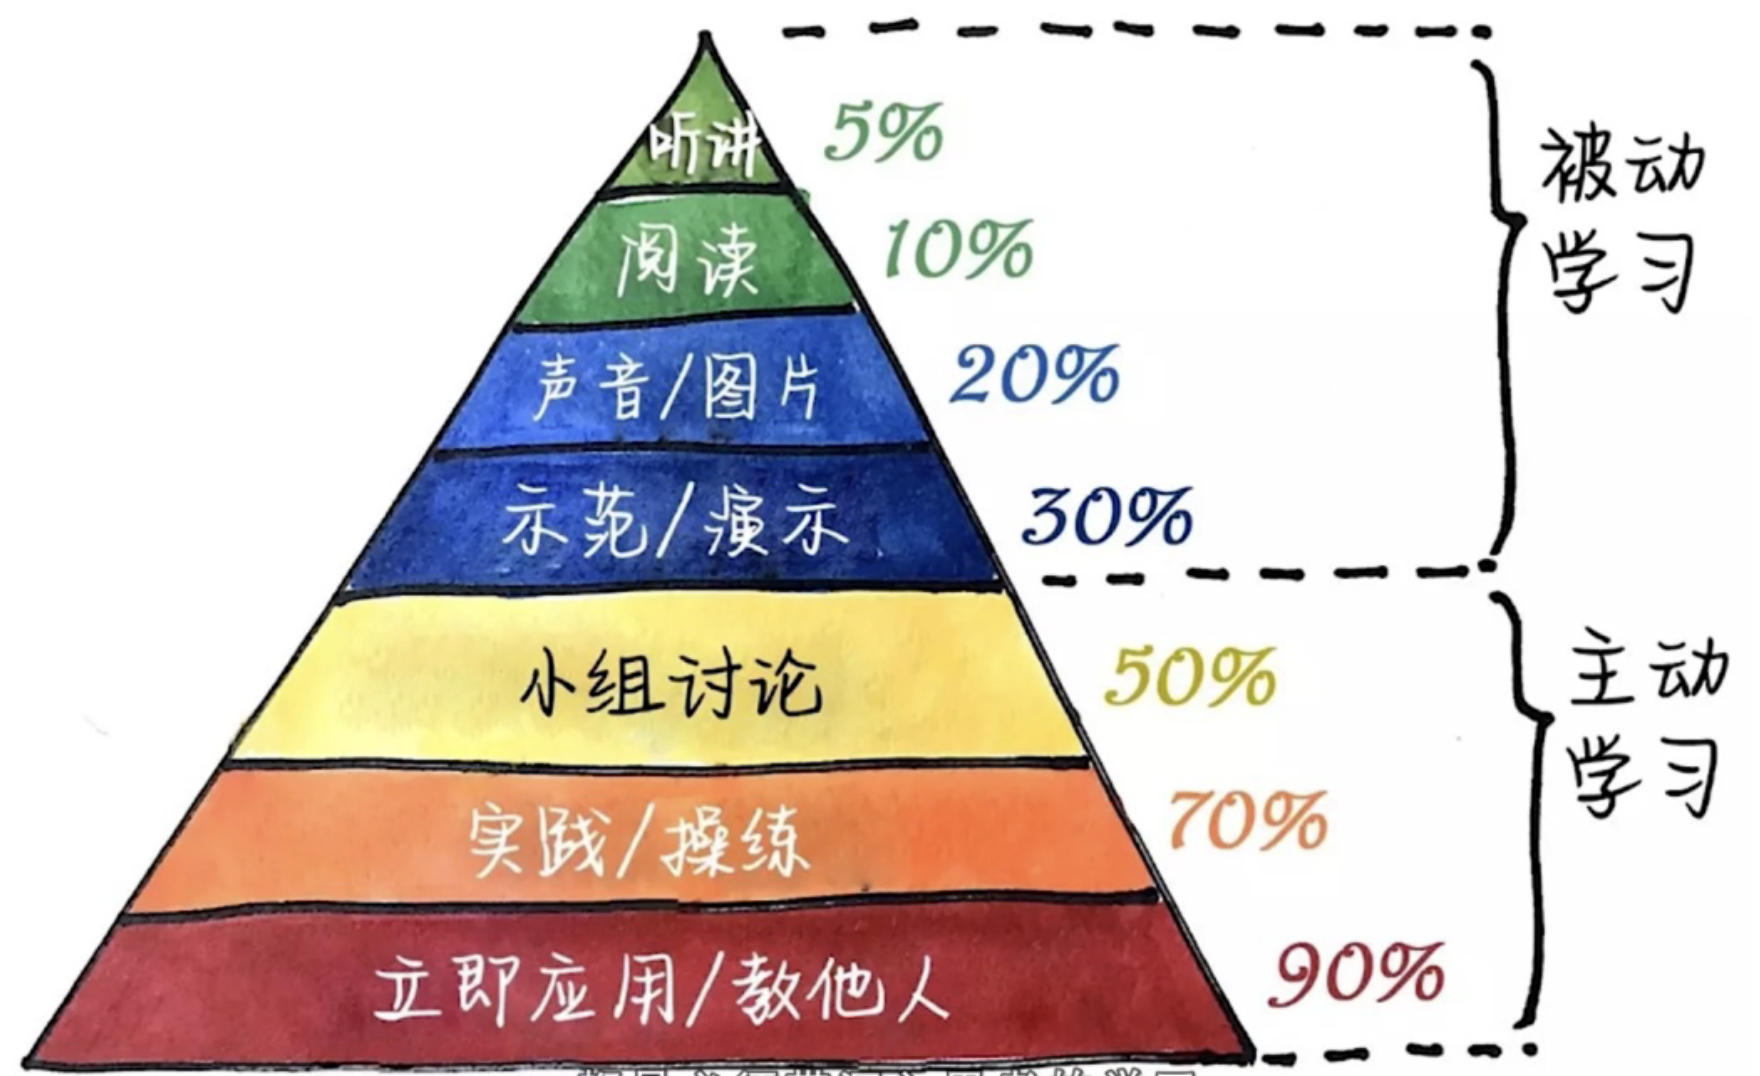 听讲
5%
阅读
10%
声音/图片
20%
示范/演示
30%
被动
学习
小组讨论
50%
实践/操练
70%
立即应用/教他人
90%
主动
学习